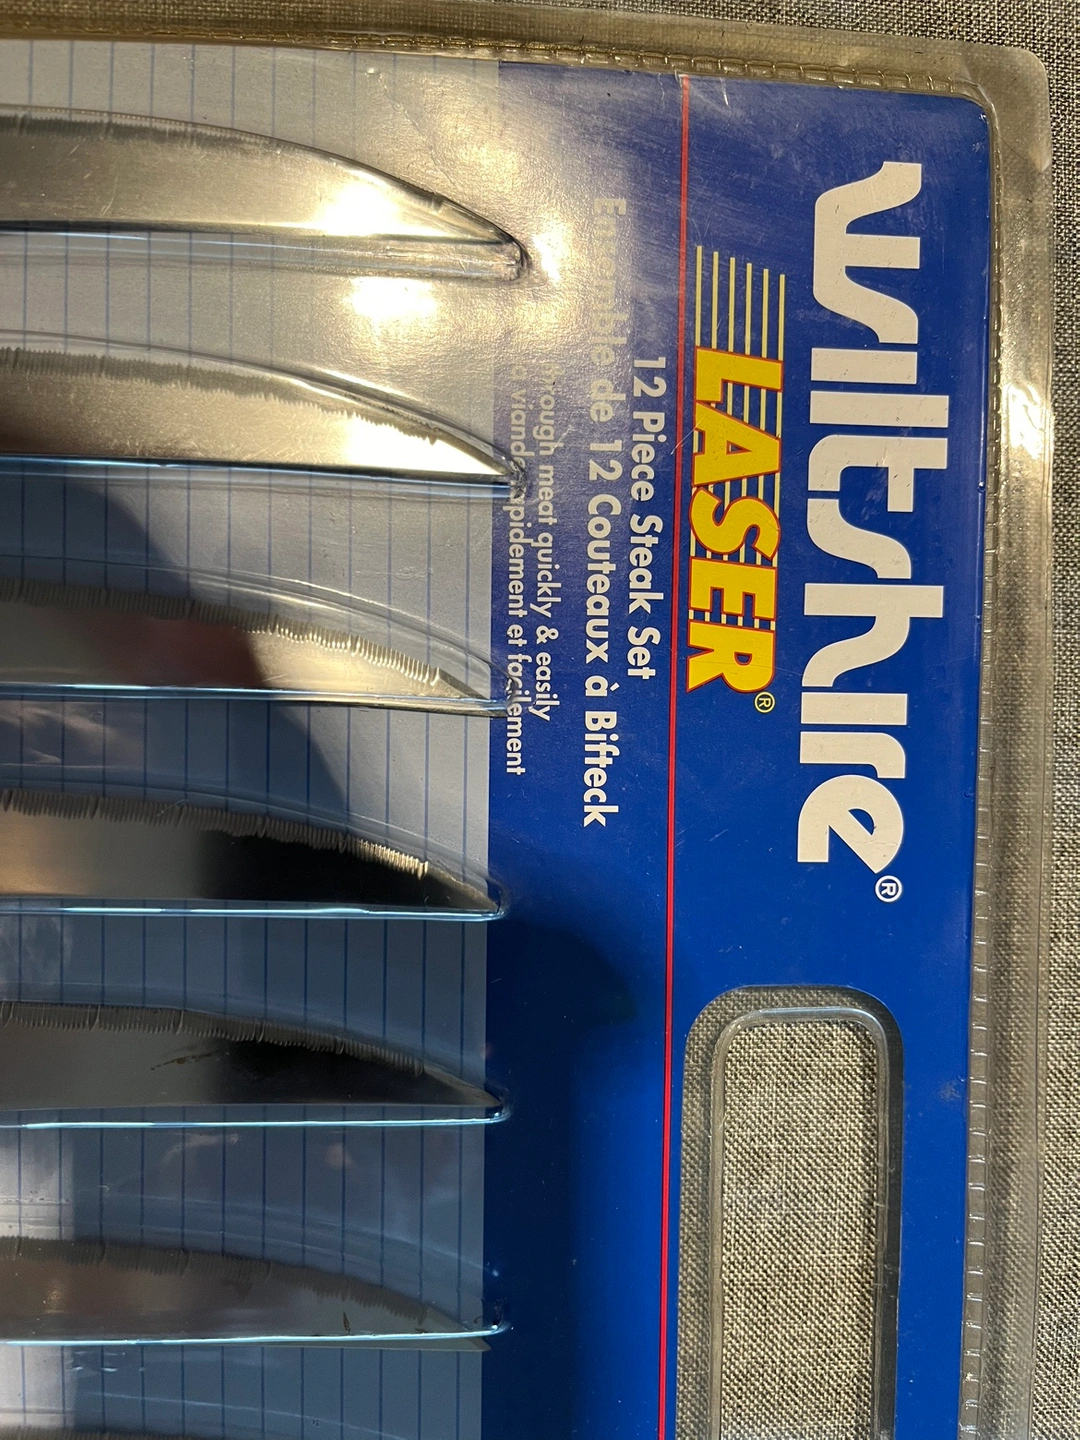 wiltshire®
LASER®
12 Piece Steak Set
Ensemble de 12 Couteaux à Bifteck
through meat quickly & easily
la viande rapidement et facilement